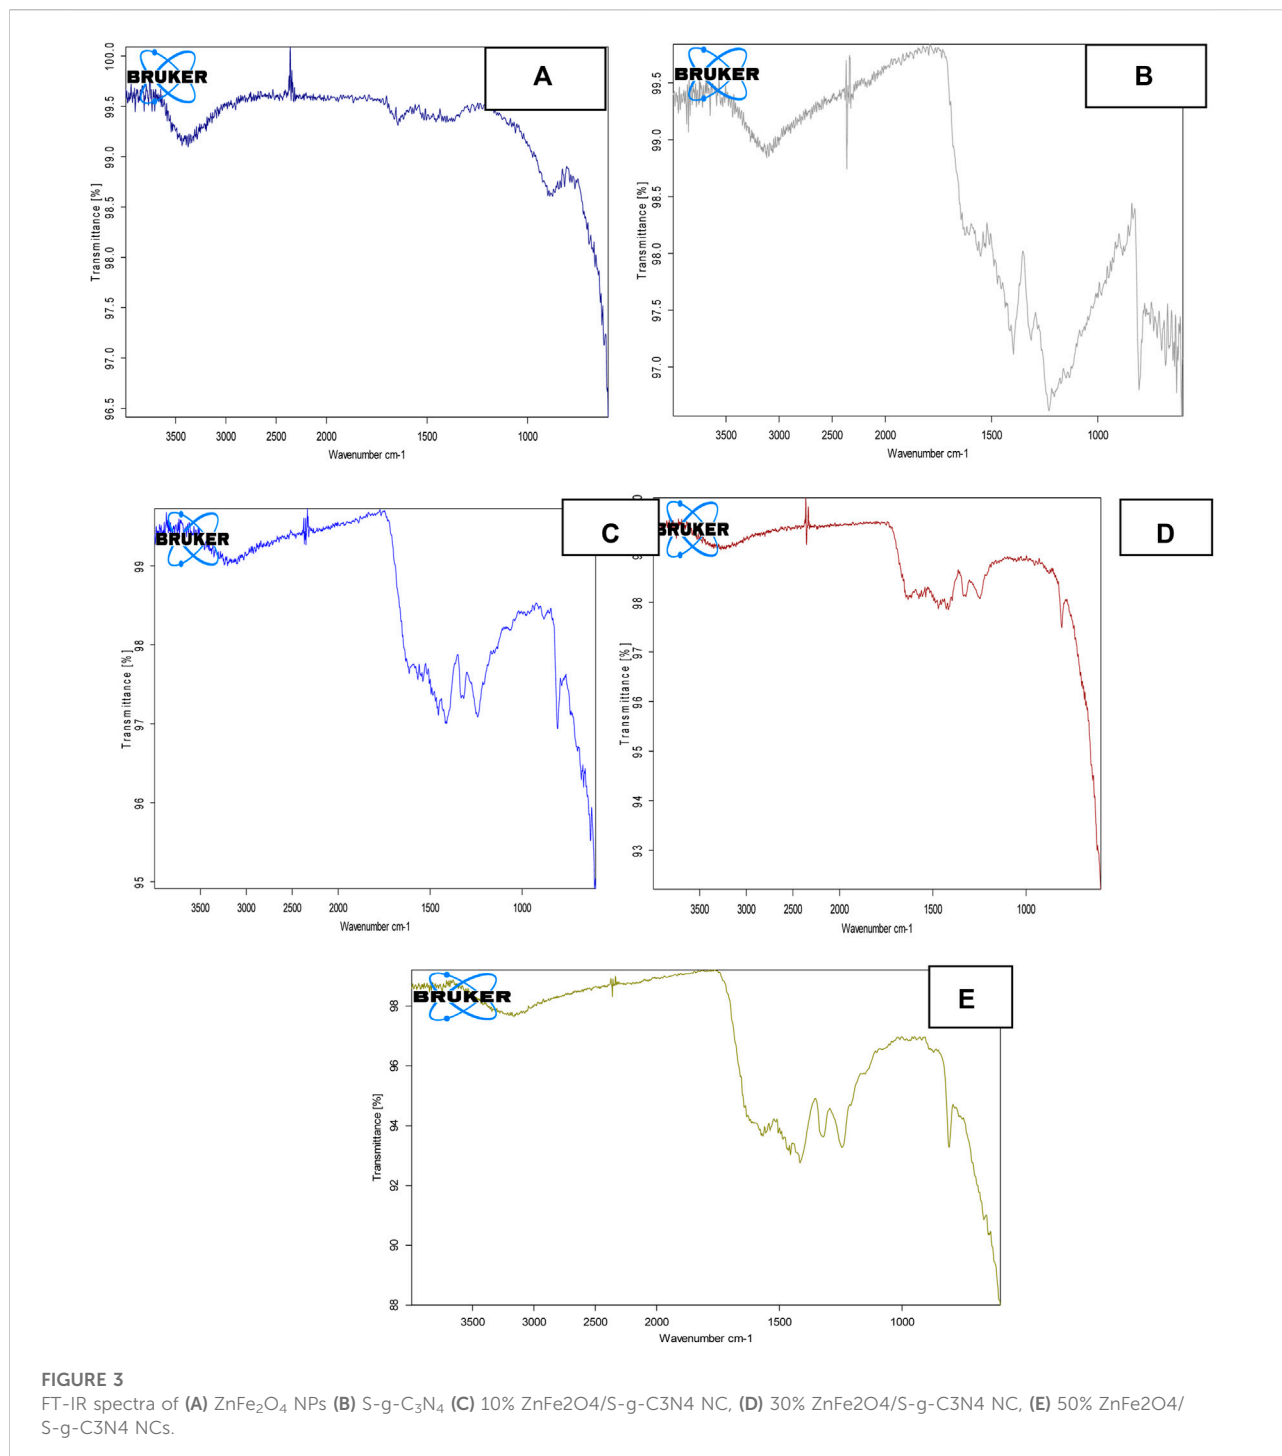 BRUKER
A
Transmittance [%]
100.0
99.5
99.0
98.5
98.0
97.5
97.0
96.5
3500 3000 2500 2000 1500 1000
Wavenumber cm-1
BRUKER
B
Transmittance [%]
99.5
99.0
98.5
98.0
97.5
97.0
3500 3000 2500 2000 1500 1000
Wavenumber cm-1
BRUKER
C
Transmittance [%]
99
98
97
96
95
3500 3000 2500 2000 1500 1000
Wavenumber cm-1
BRUKER
D
Transmittance [%]
98
97
96
95
94
93
3500 3000 2500 2000 1500 1000
Wavenumber cm-1
BRUKER
E
Transmittance [%]
98
96
94
92
90
88
3500 3000 2500 2000 1500 1000
Wavenumber cm-1
FIGURE 3
FT-IR spectra of (A) ZnFe₂O₄ NPs (B) S-g-C₃N₄ (C) 10% ZnFe2O4/S-g-C3N4 NC, (D) 30% ZnFe2O4/S-g-C3N4 NC, (E) 50% ZnFe2O4/
S-g-C3N4 NCs.